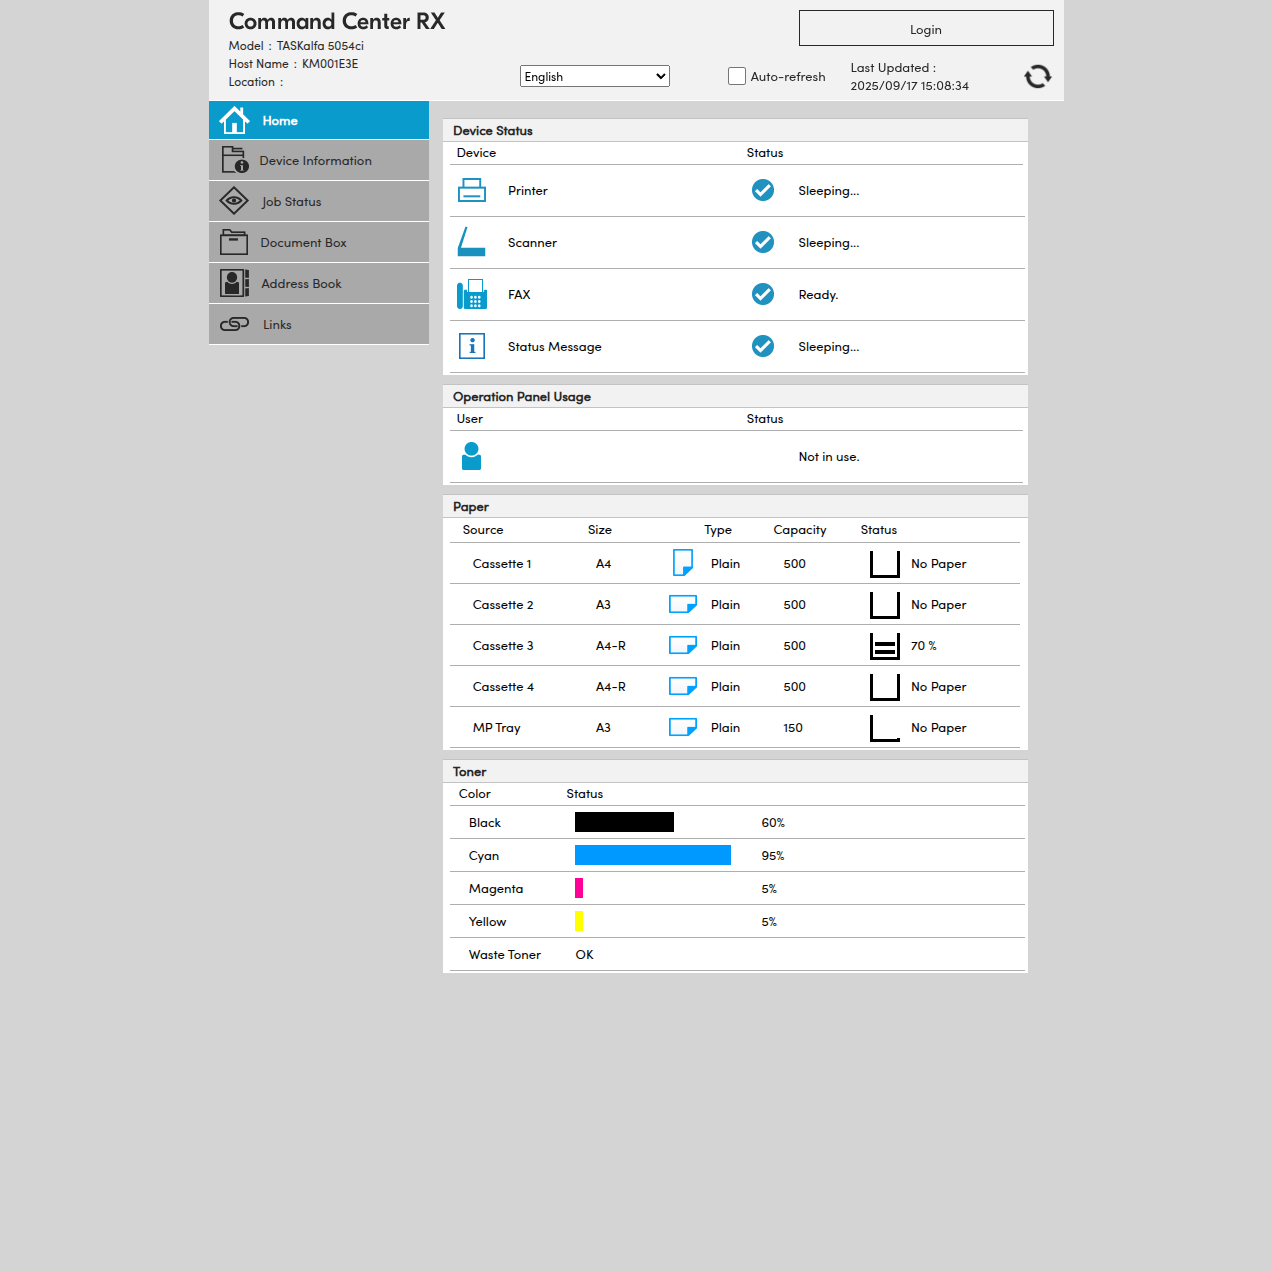 Command Center RX
Model : TASKalfa 5054ci
Host Name : KM001E3E
Location :
Login
English
Auto-refresh
Last Updated :
2025/09/17 15:08:34
Home
Device Information
Job Status
Document Box
Address Book
Links
Device Status
Device Status
Printer Sleeping...
Scanner Sleeping...
FAX Ready.
Status Message Sleeping...
Operation Panel Usage
User Status
Not in use.
Paper
Source Size Type Capacity Status
Cassette 1 A4 Plain 500 No Paper
Cassette 2 A3 Plain 500 No Paper
Cassette 3 A4-R Plain 500 70 %
Cassette 4 A4-R Plain 500 No Paper
MP Tray A3 Plain 150 No Paper
Toner
Color Status
Black 60%
Cyan 95%
Magenta 5%
Yellow 5%
Waste Toner OK